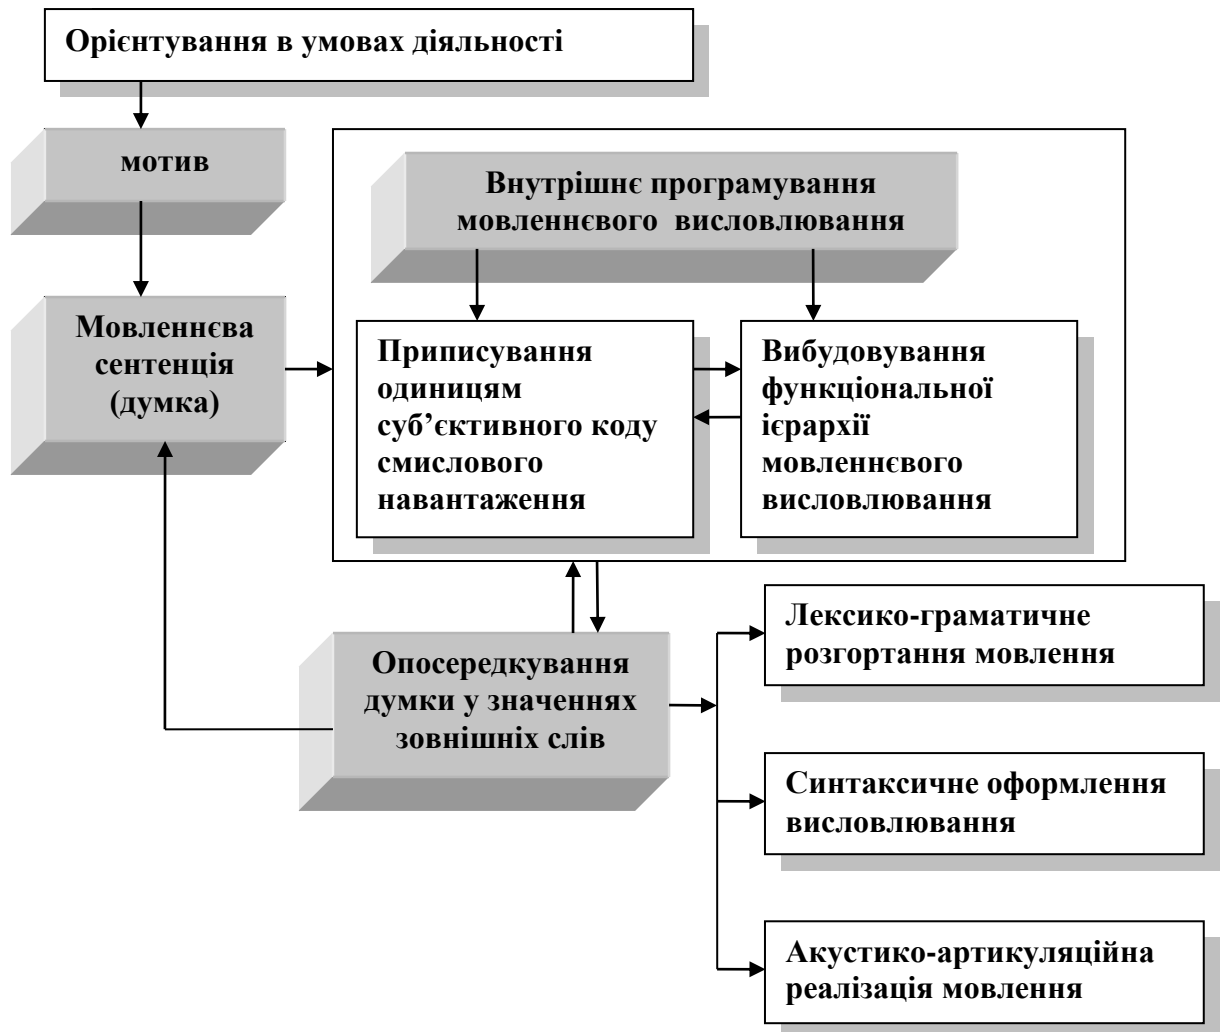 Орієнтування в умовах діяльності
мотив
Внутрішнє програмування
мовленнєвого висловлювання
Мовленнєва
сентенція
(думка)
Приписування
одиницям
суб’єктивного коду
смислового
навантаження
Вибудовування
функціональної
ієрархії
мовленнєвого
висловлювання
Опосередкування
думки у значеннях
зовнішніх слів
Лексико-граматичне
розгортання мовлення
Синтаксичне оформлення
висловлювання
Акустико-артикуляційна
реалізація мовлення